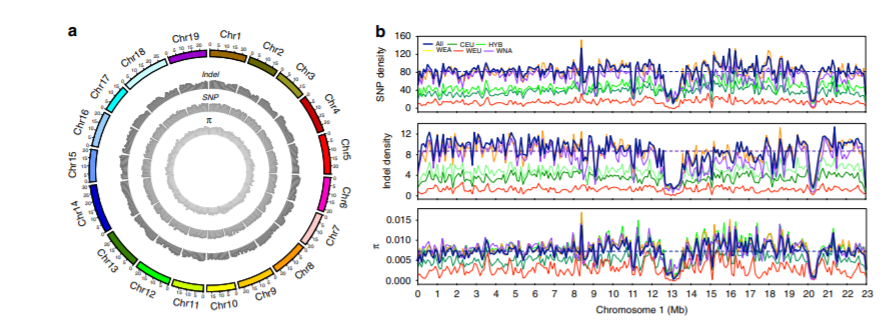 a
Chr1
Chr2
Chr3
Chr4
Chr5
Chr6
Chr7
Chr8
Chr9
Chr10
Chr11
Chr12
Chr13
Chr14
Chr15
Chr16
Chr17
Chr18
Chr19
Indel
SNP
π
b
SNP density
160
120
80
40
0
All CEU HYB
WEA WEU WNA
Indel density
12
8
4
0
π
0.015
0.010
0.005
0.000
0 1 2 3 4 5 6 7 8 9 10 11 12 13 14 15 16 17 18 19 20 21 22 23
Chromosome 1 (Mb)